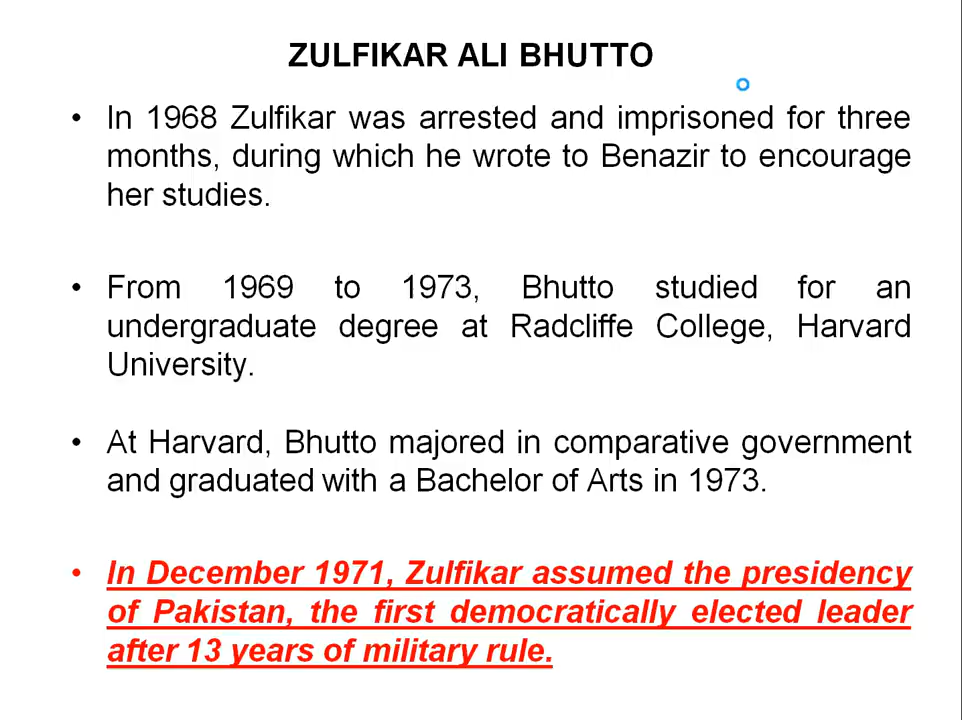 ZULFIKAR ALI BHUTTO
• In 1968 Zulfikar was arrested and imprisoned for three
months, during which he wrote to Benazir to encourage
her studies.
• From 1969 to 1973, Bhutto studied for an
undergraduate degree at Radcliffe College, Harvard
University.
• At Harvard, Bhutto majored in comparative government
and graduated with a Bachelor of Arts in 1973.
• In December 1971, Zulfikar assumed the presidency
of Pakistan, the first democratically elected leader
after 13 years of military rule.